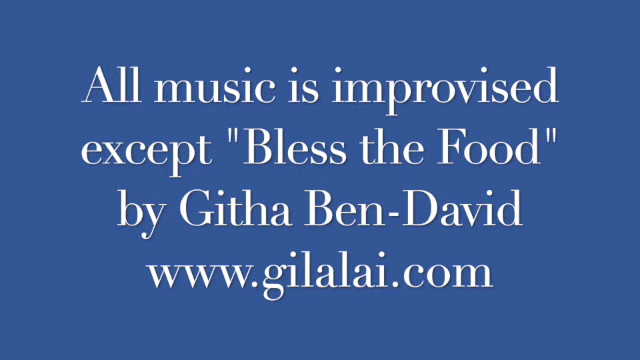 All music is improvised
except "Bless the Food"
by Githa Ben-David
www.gilalai.com